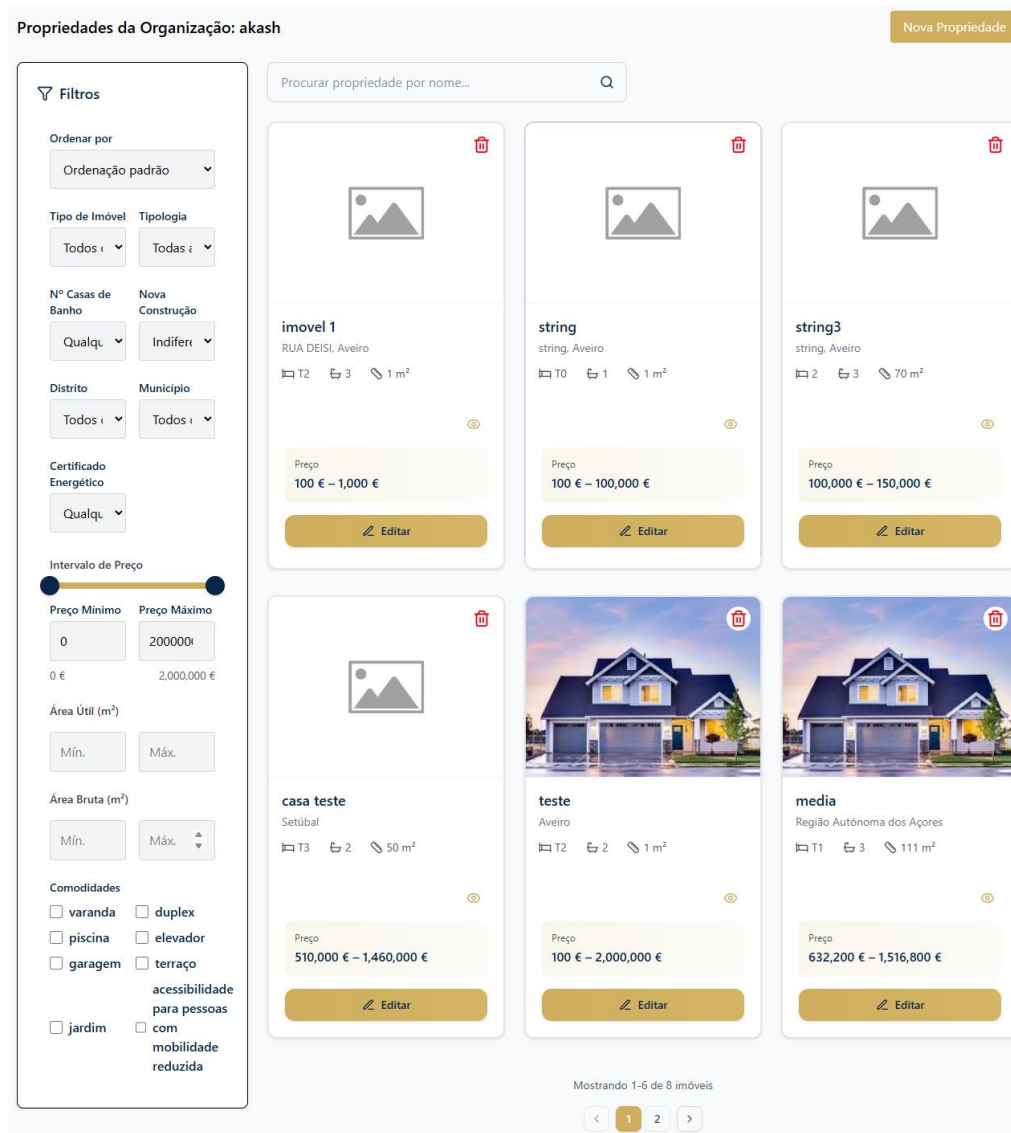 Propriedades da Organização: akash
Nova Propriedade
Filtros
Procurar propriedade por nome...
Ordenar por
Ordenação padrão
Tipo de Imóvel Tipologia
Todos Todas
Nº Casas de Banho
Nova Construção
Qualqu Indifere
Distrito Município
Todos Todos
Certificado
Energético
Qualqu
Intervalo de Preço
Preço Mínimo Preço Máximo
0 200000
0 € 2,000,000 €
Área Útil (m²)
Mín. Máx.
Área Bruta (m²)
Mín. Máx.
Comodidades
varanda duplex
piscina elevador
garagem terraço
jardim
acessibilidade
para pessoas
com
mobilidade
reduzida
imovel 1
RUA DEISI, Aveiro
T2 3 1 m²
Preço
100 € – 1,000 €
Editar
string
string, Aveiro
T0 1 1 m²
Preço
100 € – 100,000 €
Editar
string3
string, Aveiro
2 3 70 m²
Preço
100,000 € – 150,000 €
Editar
casa teste
Setúbal
T3 2 50 m²
Preço
510,000 € – 1,460,000 €
Editar
teste
Aveiro
T2 2 1 m²
Preço
100 € – 2,000,000 €
Editar
media
Região Autónoma dos Açores
T1 3 111 m²
Preço
632,200 € – 1,516,800 €
Editar
Mostrando 1-6 de 8 imóveis
< 1 2 >